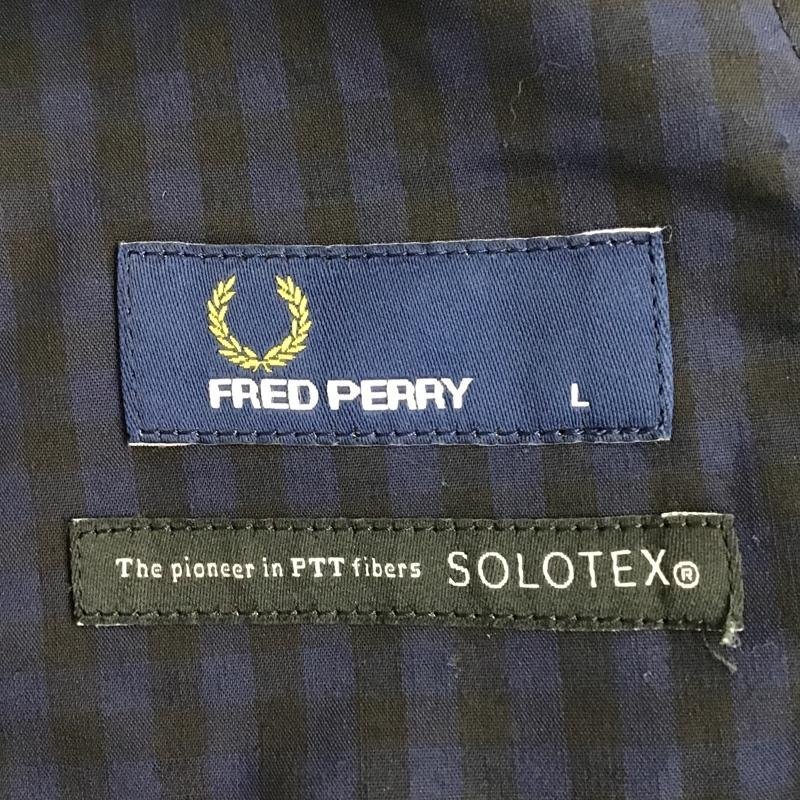 FRED PERRY L
The pioneer in PTT fibers SOLOTEX®